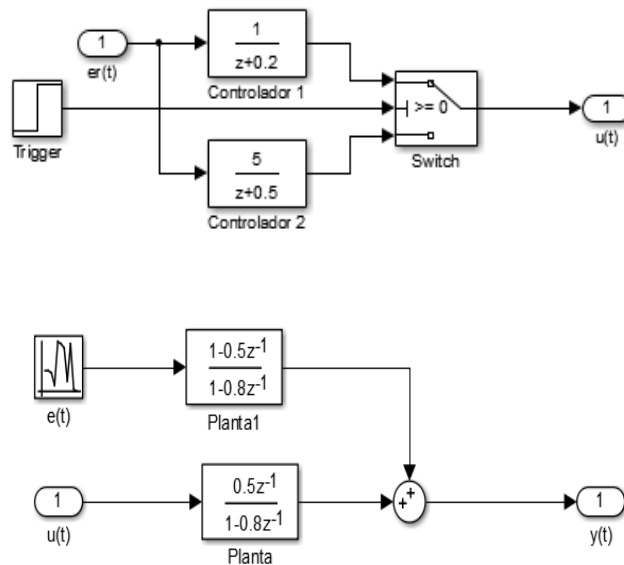 1
er(t)
1
z+0.2
Controlador 1
Trigger
>= 0
Switch
1
u(t)
5
z+0.5
Controlador 2
e(t)
1-0.5z-1
1-0.8z-1
Planta1
1
u(t)
0.5z-1
1-0.8z-1
Planta
+
+
1
y(t)